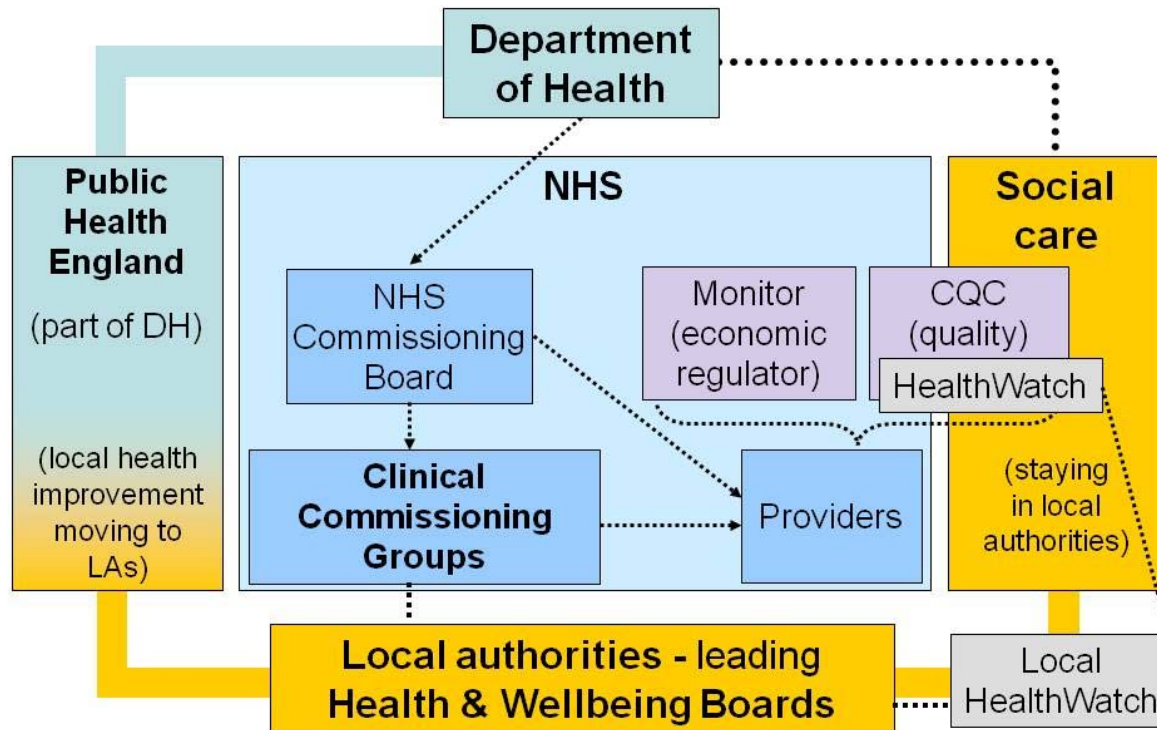 Department
of Health
Public
Health
England
(part of DH)
(local health
improvement
moving to
LAs)
NHS
NHS
Commissioning
Board
Monitor
(economic
regulator)
CQC
(quality)
HealthWatch
Clinical
Commissioning
Groups
Providers
Social
care
(staying
in local
authorities)
Local authorities - leading
Health & Wellbeing Boards
Local
HealthWatch